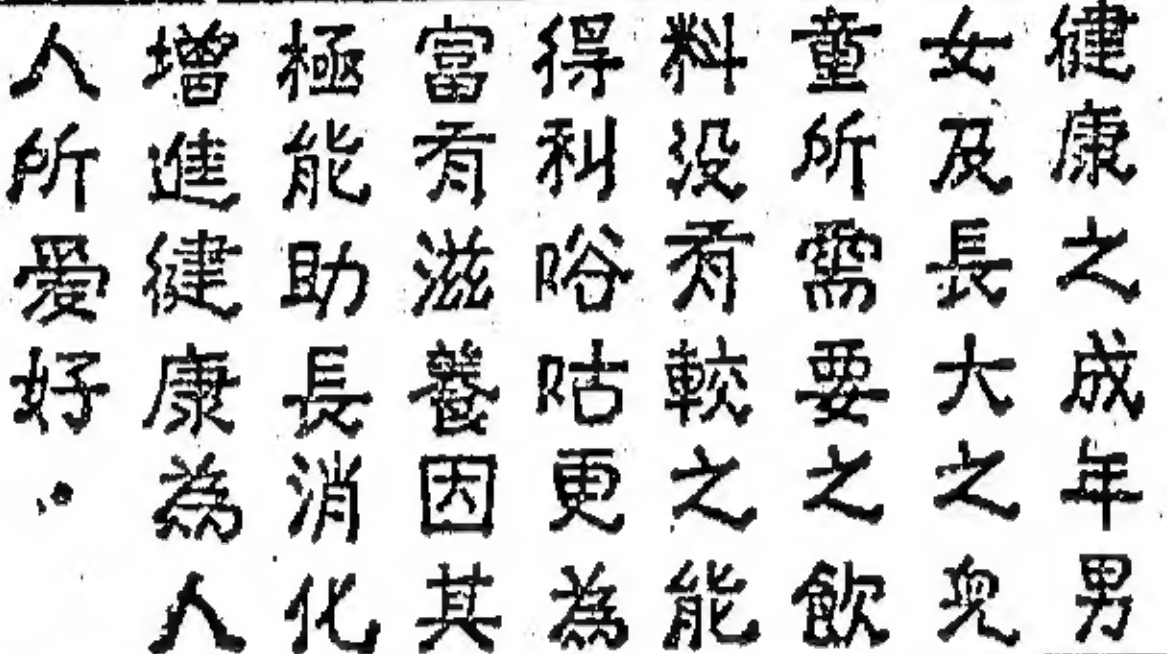 健康之成年男
女及長大之兒
童所需要之飲
料没有較之能
得利唂咕更為
富有滋養因其
極能助長消化
增進健康為人
人所愛好。